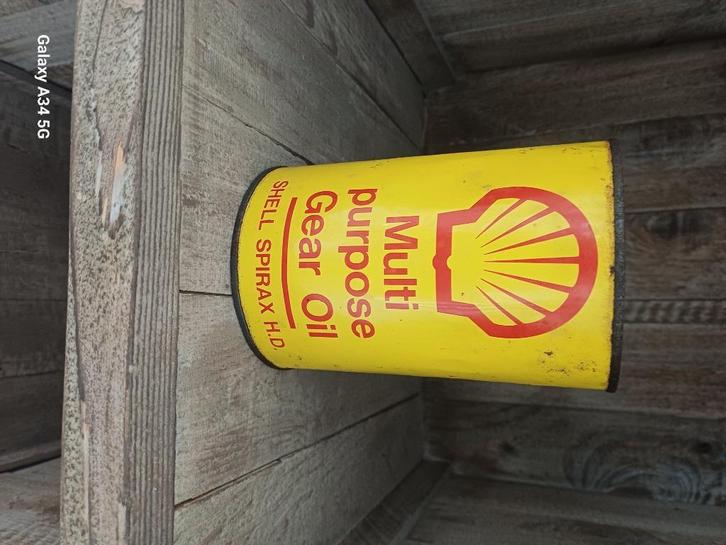 Multi
purpose
Gear Oil
SHELL SPIRAX H.D.
Galaxy A34 5G